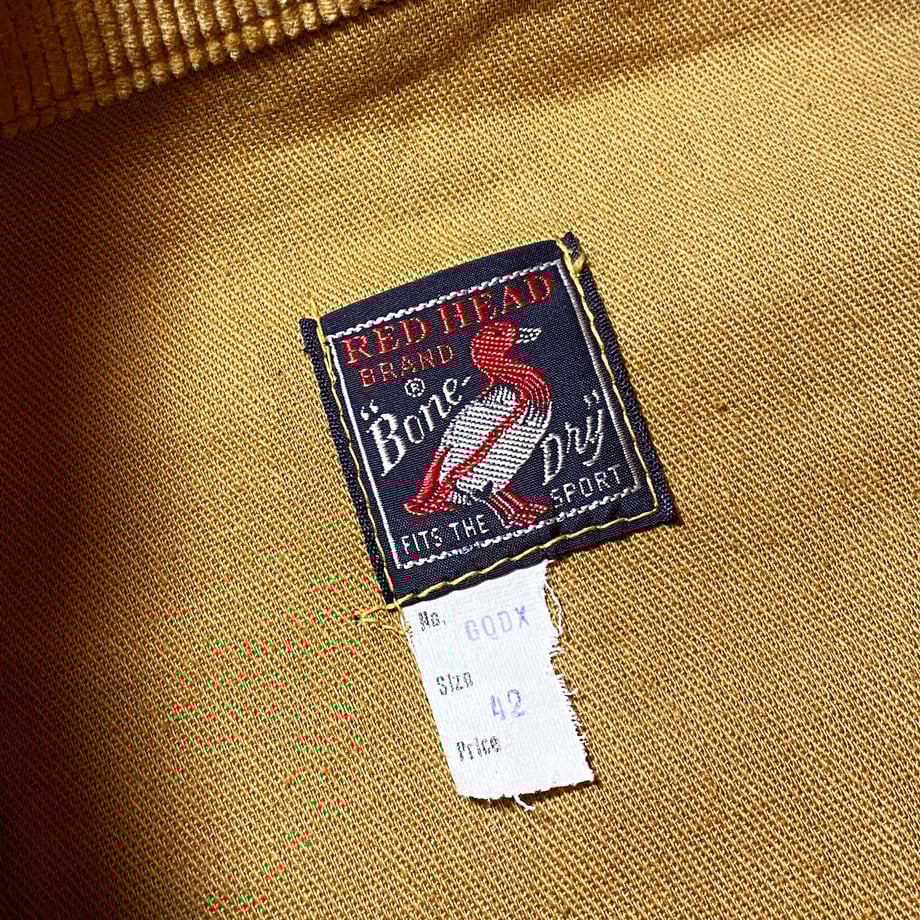 RED HEAD
BRAND
®
"Bone-
Dry"
FITS THE SPORT
No. GQDX
Size
42
Price